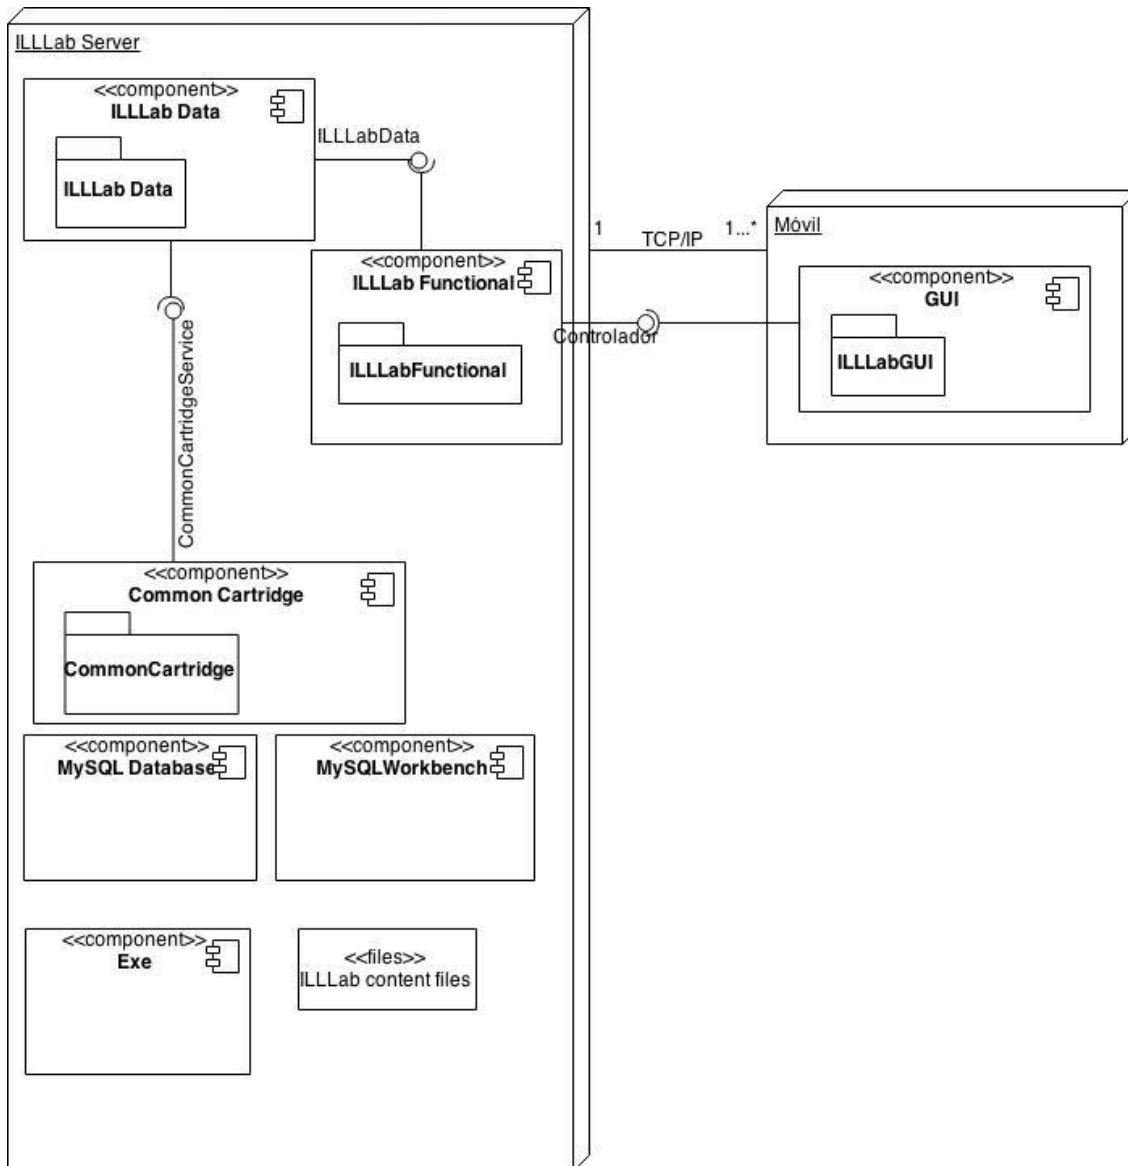 ILLLab Server
<<component>>
ILLLab Data
ILLLab Data
ILLLabData
<<component>>
ILLLab Functional
ILLLabFunctional
1
TCP/IP
1...*
Móvil
<<component>>
GUI
ILLLabGUI
Controlador
CommonCartridgeService
<<component>>
Common Cartridge
CommonCartridge
<<component>>
MySQL Database
<<component>>
MySQLWorkbench
<<component>>
Exe
<<files>>
ILLLab content files